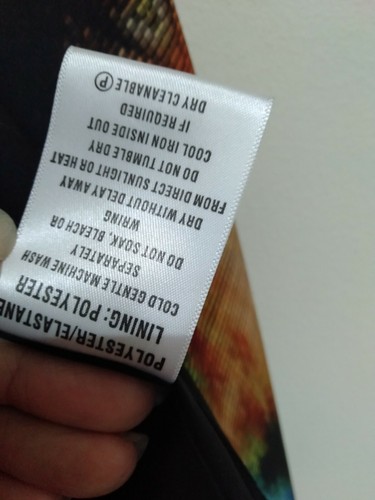 POLYESTER/ELASTANE
LINING: POLYESTER
COLD GENTLE MACHINE WASH
SEPARATELY
DO NOT SOAK, BLEACH OR
WRING
DRY WITHOUT DELAY AWAY
FROM DIRECT SUNLIGHT OR HEAT
DO NOT TUMBLE DRY
COOL IRON INSIDE OUT
IF REQUIRED
DRY CLEANABLE Ⓟ